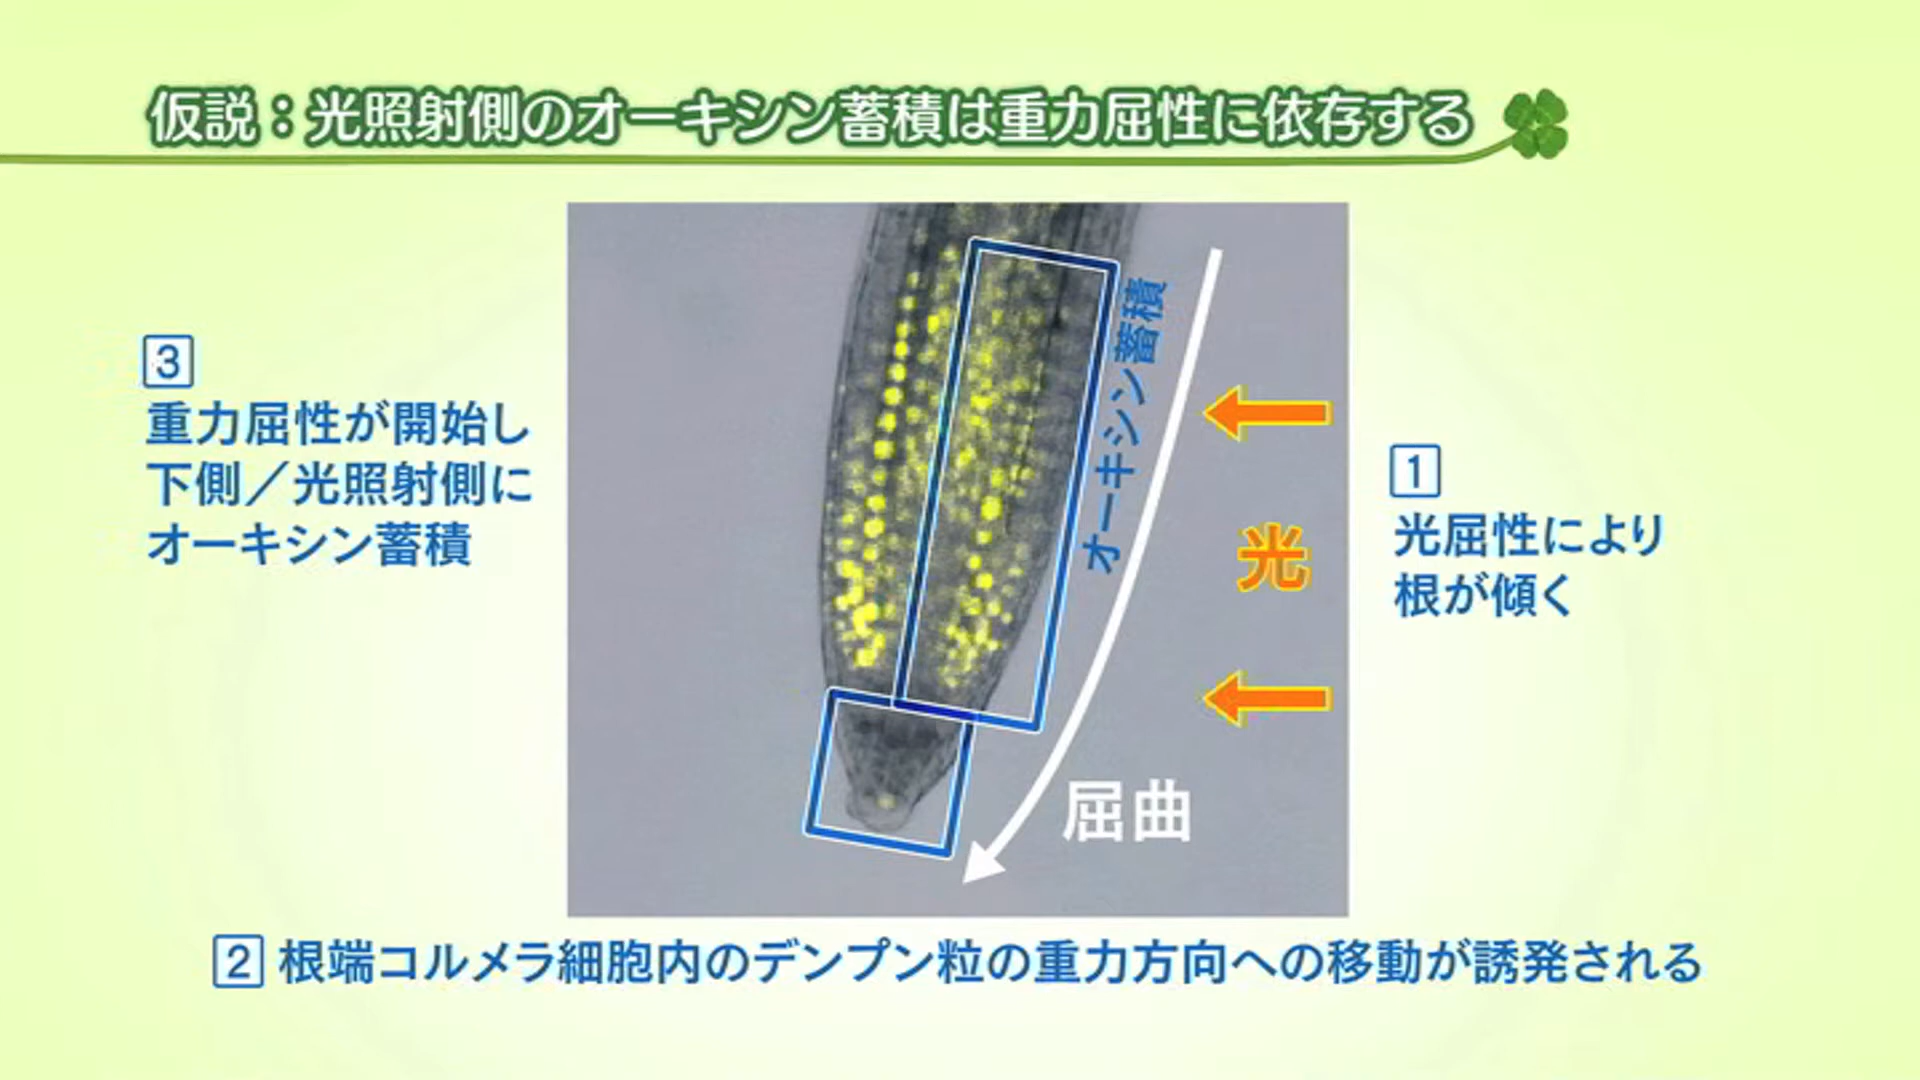 仮説：光照射側のオーキシン蓄積は重力屈性に依存する
オーキシン蓄積
光
屈曲
1
光屈性により
根が傾く
2 根端コルメラ細胞内のデンプン粒の重力方向への移動が誘発される
3
重力屈性が開始し
下側／光照射側に
オーキシン蓄積